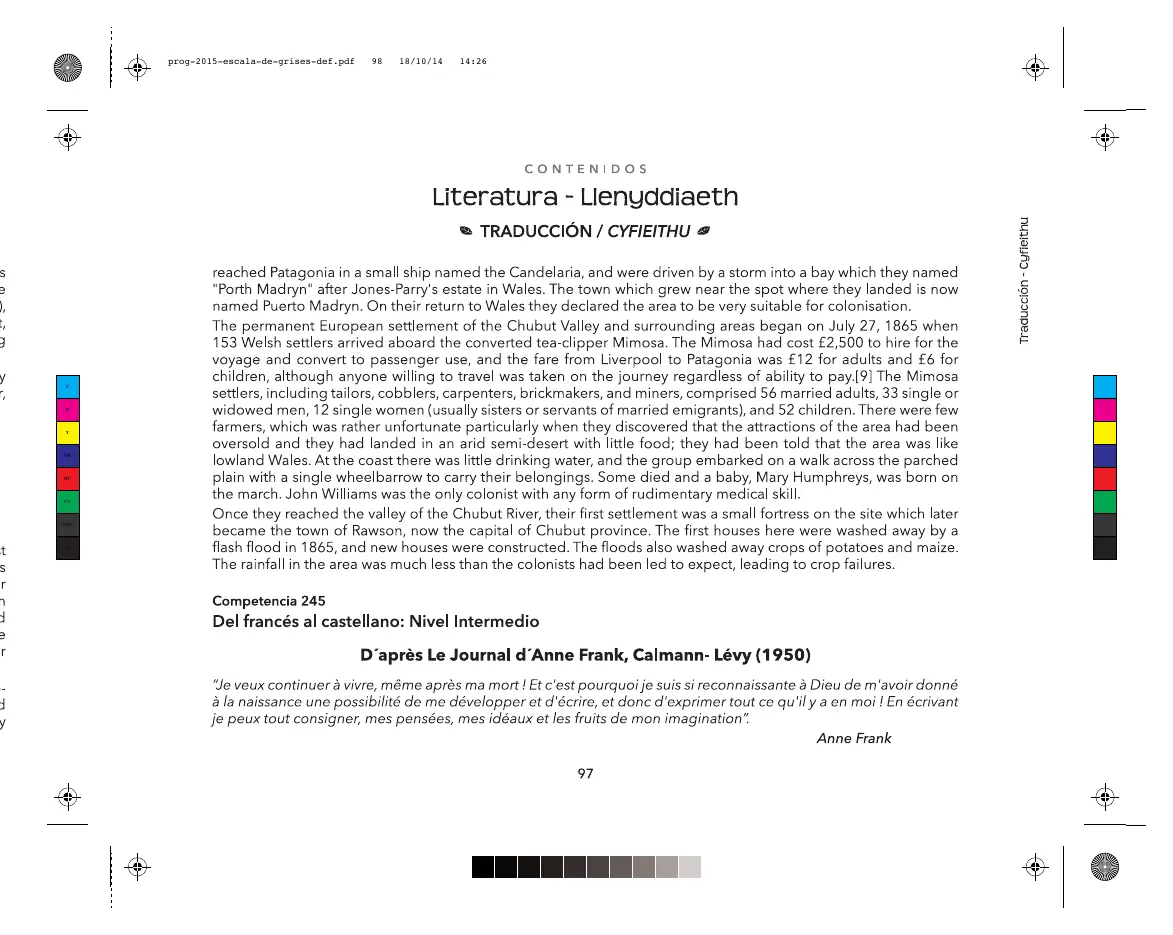 prog-2015-escala-de-grises-def.pdf 98 18/10/14 14:26
CONTENIDOS
Literatura - Llenyddiaeth
TRADUCCIÓN / CYFIEITHU
reached Patagonia in a small ship named the Candelaria, and were driven by a storm into a bay which they named
"Porth Madryn" after Jones-Parry's estate in Wales. The town which grew near the spot where they landed is now
named Puerto Madryn. On their return to Wales they declared the area to be very suitable for colonisation.
The permanent European settlement of the Chubut Valley and surrounding areas began on July 27, 1865 when
153 Welsh settlers arrived aboard the converted tea-clipper Mimosa. The Mimosa had cost £2,500 to hire for the
voyage and convert to passenger use, and the fare from Liverpool to Patagonia was £12 for adults and £6 for
children, although anyone willing to travel was taken on the journey regardless of ability to pay.[9] The Mimosa
settlers, including tailors, cobblers, carpenters, brickmakers, and miners, comprised 56 married adults, 33 single or
widowed men, 12 single women (usually sisters or servants of married emigrants), and 52 children. There were few
farmers, which was rather unfortunate particularly when they discovered that the attractions of the area had been
oversold and they had landed in an arid semi-desert with little food; they had been told that the area was like
lowland Wales. At the coast there was little drinking water, and the group embarked on a walk across the parched
plain with a single wheelbarrow to carry their belongings. Some died and a baby, Mary Humphreys, was born on
the march. John Williams was the only colonist with any form of rudimentary medical skill.
Once they reached the valley of the Chubut River, their first settlement was a small fortress on the site which later
became the town of Rawson, now the capital of Chubut province. The first houses here were washed away by a
flash flood in 1865, and new houses were constructed. The floods also washed away crops of potatoes and maize.
The rainfall in the area was much less than the colonists had been led to expect, leading to crop failures.
Competencia 245
Del francés al castellano: Nivel Intermedio
D´après Le Journal d´Anne Frank, Calmann- Lévy (1950)
"Je veux continuer à vivre, même après ma mort ! Et c'est pourquoi je suis si reconnaissante à Dieu de m'avoir donné
à la naissance une possibilité de me développer et d'écrire, et donc d'exprimer tout ce qu'il y a en moi ! En écrivant
je peux tout consigner, mes pensées, mes idéaux et les fruits de mon imagination".
Anne Frank
97
Traducción - Cyfieithu